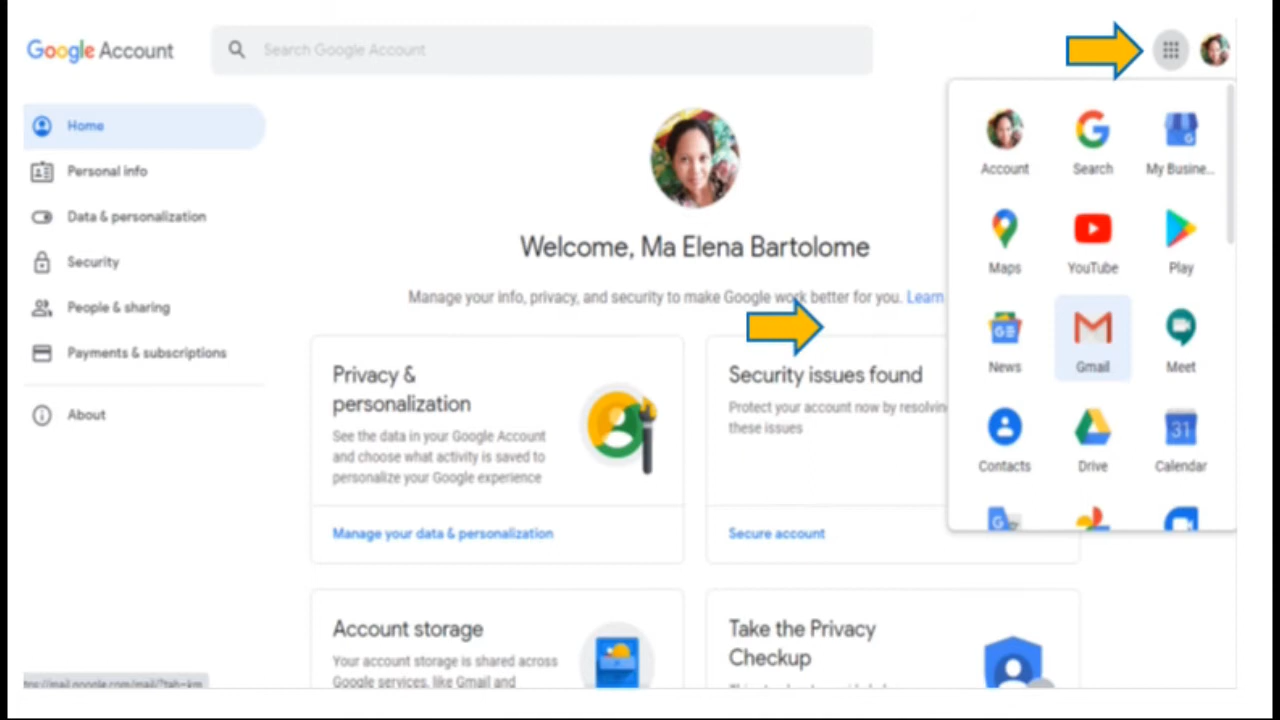 Google Account
Search Google Account
Home
Personal info
Data & personalization
Security
People & sharing
Payments & subscriptions
About
Welcome, Ma Elena Bartolome
Manage your info, privacy, and security to make Google work better for you. Learn
Privacy &
personalization
See the data in your Google Account
and choose what activity is saved to
personalize your Google experience
Manage your data & personalization
Security issues found
Protect your account now by resolvin
these issues
Secure account
Account storage
Your account storage is shared across
Google services, like Gmail and
Take the Privacy
Checkup
Account
Search
My Busine...
Maps
YouTube
Play
News
Gmail
Meet
Contacts
Drive
31
Calendar